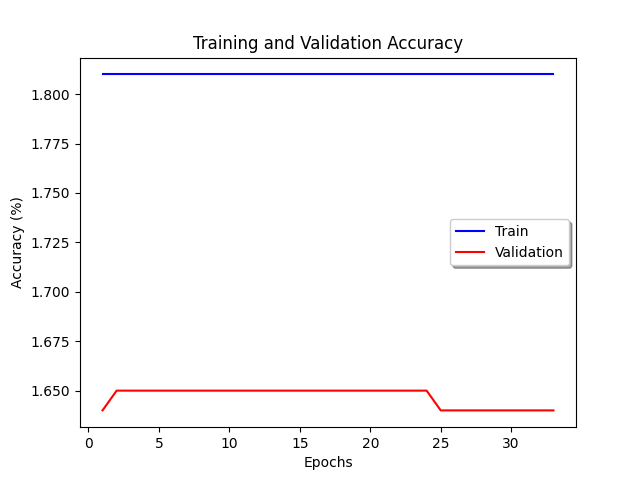 Training and Validation Accuracy
Accuracy (%)
1.800
1.775
1.750
1.725
1.700
1.675
1.650
Train
Validation
0 5 10 15 20 25 30
Epochs